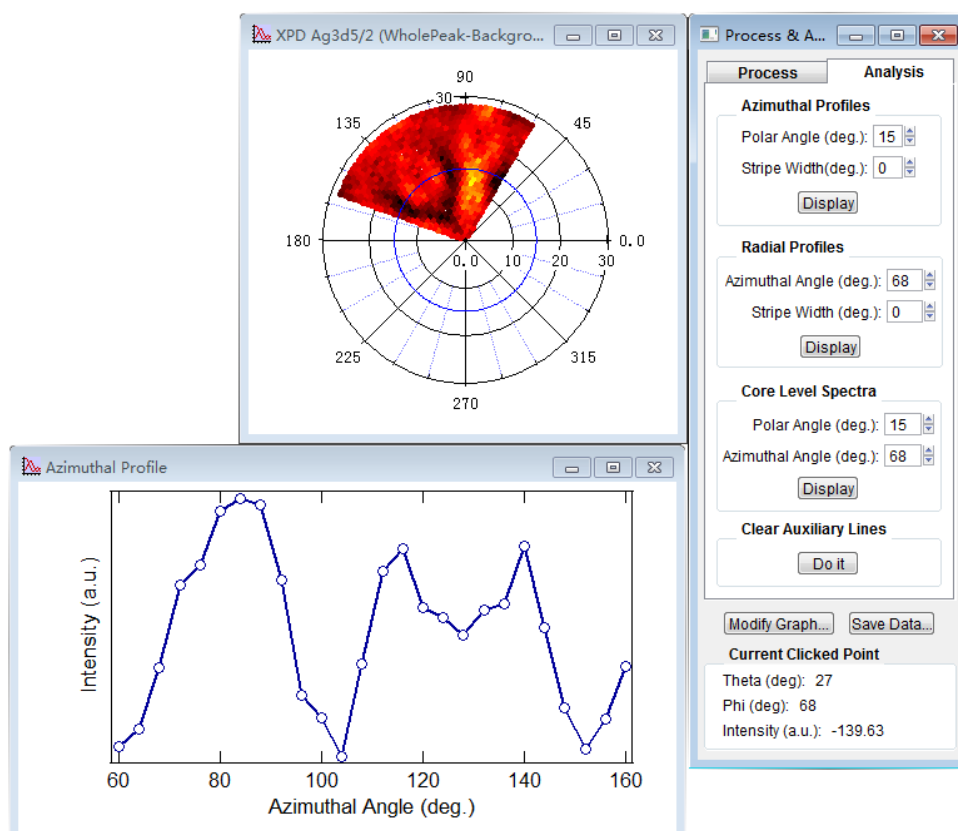 XPD Ag3d5/2 (WholePeak-Backgro...
90
30
135
45
180
0.0
0.0 10 20 30
225
315
270
Process & A...
Process Analysis
Azimuthal Profiles
Polar Angle (deg.): 15
Stripe Width(deg.): 0
Display
Radial Profiles
Azimuthal Angle (deg.): 68
Stripe Width (deg.): 0
Display
Core Level Spectra
Polar Angle (deg.): 15
Azimuthal Angle (deg.): 68
Display
Clear Auxiliary Lines
Do it
Modify Graph... Save Data...
Current Clicked Point
Theta (deg): 27
Phi (deg): 68
Intensity (a.u.): -139.63
Azimuthal Profile
Intensity (a.u.)
60 80 100 120 140 160
Azimuthal Angle (deg.)